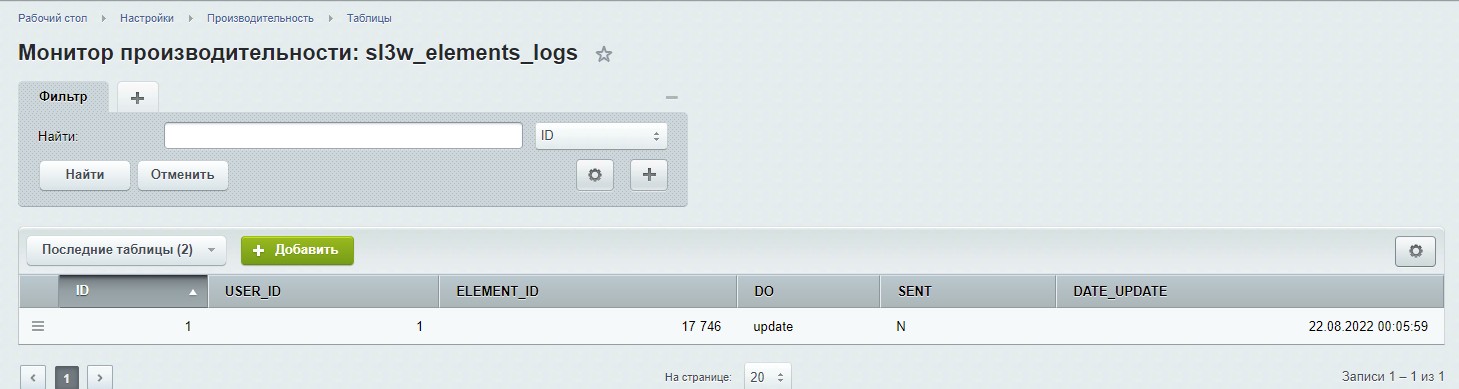 Рабочий стол Настройки Производительность Таблицы
Монитор производительности: sl3w_elements_logs
Фильтр
Найти: ID
Найти Отменить
Последние таблицы (2) Добавить
ID USER_ID ELEMENT_ID DO SENT DATE_UPDATE
1 1 17 746 update N 22.08.2022 00:05:59
1 На странице: 20 Записи 1 – 1 из 1